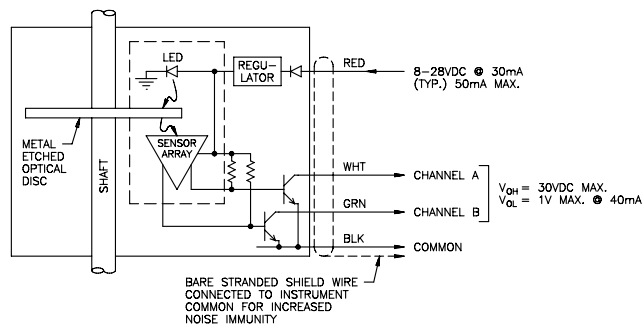 LED
REGU-
LATOR
RED
8-28VDC @ 30mA
(TYP.) 50mA MAX.
METAL
ETCHED
OPTICAL
DISC
SHAFT
SENSOR
ARRAY
WHT
CHANNEL A
VOH = 30VDC MAX.
VOL = 1V MAX. @ 40mA
GRN
CHANNEL B
BLK
COMMON
BARE STRANDED SHIELD WIRE
CONNECTED TO INSTRUMENT
COMMON FOR INCREASED
NOISE IMMUNITY